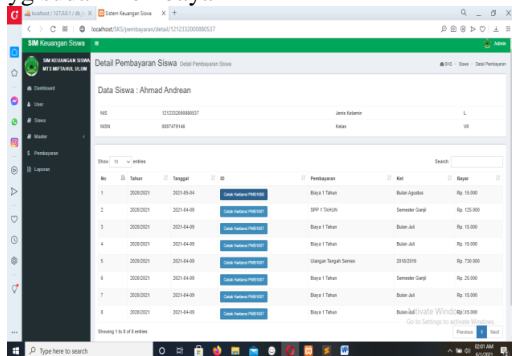 localhost / 127.0.0.1 / db_
Sistem Keuangan Siswa
localhost/SKS/pembayaran/detail/1212332000880537
SIM Keuangan Siswa
Admin
SIM KEUANGAN SISWA
MTS MIFTAHUL ULUM
Detail Pembayaran Siswa Detail Pembayaran Siswa
SKS Siswa Detail Pembayaran
Dashboard
User
Siswa
Master
Pembayaran
Laporan
Data Siswa : Ahmad Andrean
NIS
Jenis Kelamin L
NISN Kelas VII
Show entries Search
No Tahun Tanggal ID Pembayaran Ket Bayar
1 2020/2021 2021-05-04 Biaya 1 Tahun Bulan Agustus Rp. 15.000
2 2020/2021 2021-04-09 SPP 1 TAHUN Semester Ganjil Rp. 125.000
3 2020/2021 2021-04-09 Biaya 1 Tahun Bulan Juli Rp. 15.000
4 2020/2021 2021-04-09 Biaya 1 Tahun Bulan Juli Rp. 15.000
5 2020/2021 2021-04-09 Ulangan Tengah Semes 2018/2019 Rp. 730.000
6 2020/2021 2021-04-09 Biaya 1 Tahun Semester Ganjil Rp. 25.000
7 2020/2021 2021-04-09 Biaya 1 Tahun Bulan Juli Rp. 15.000
8 2020/2021 2021-04-09 Biaya 1 Tahun Rp. 15.000
Activate Windows
Go to Settings to activate Windows.
Showing 1 to 8 of 8 entries Previous Next
Type here to search